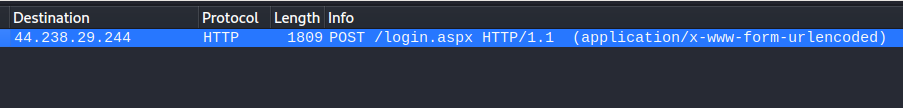 Destination Protocol Length Info
44.238.29.244 HTTP 1809 POST /login.aspx HTTP/1.1 (application/x-www-form-urlencoded)